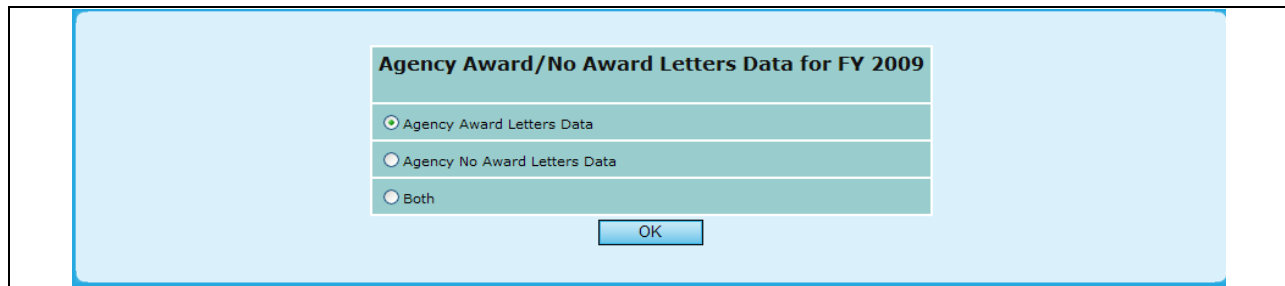 Agency Award/No Award Letters Data for FY 2009
Agency Award Letters Data
Agency No Award Letters Data
Both
OK